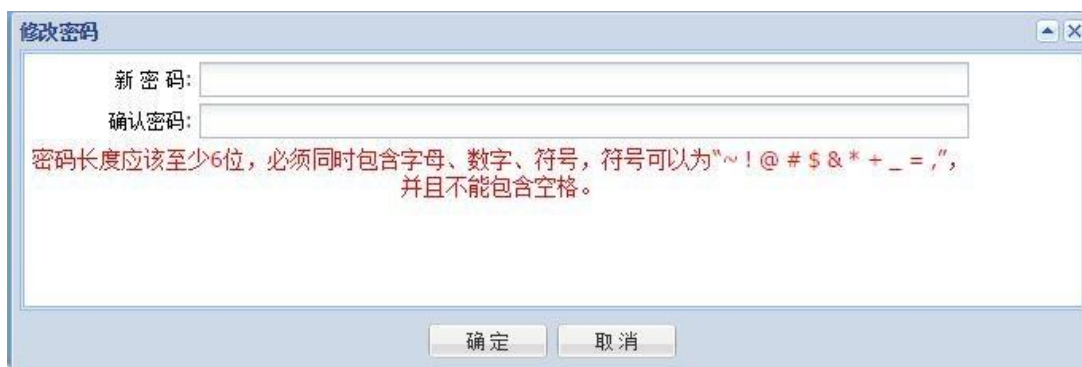 修改密码
新 密 码:
确认密码:
密码长度应该至少6位，必须同时包含字母、数字、符号，符号可以为“~ ! @ # $ & * + _ = ,”，
并且不能包含空格。
确 定 取 消